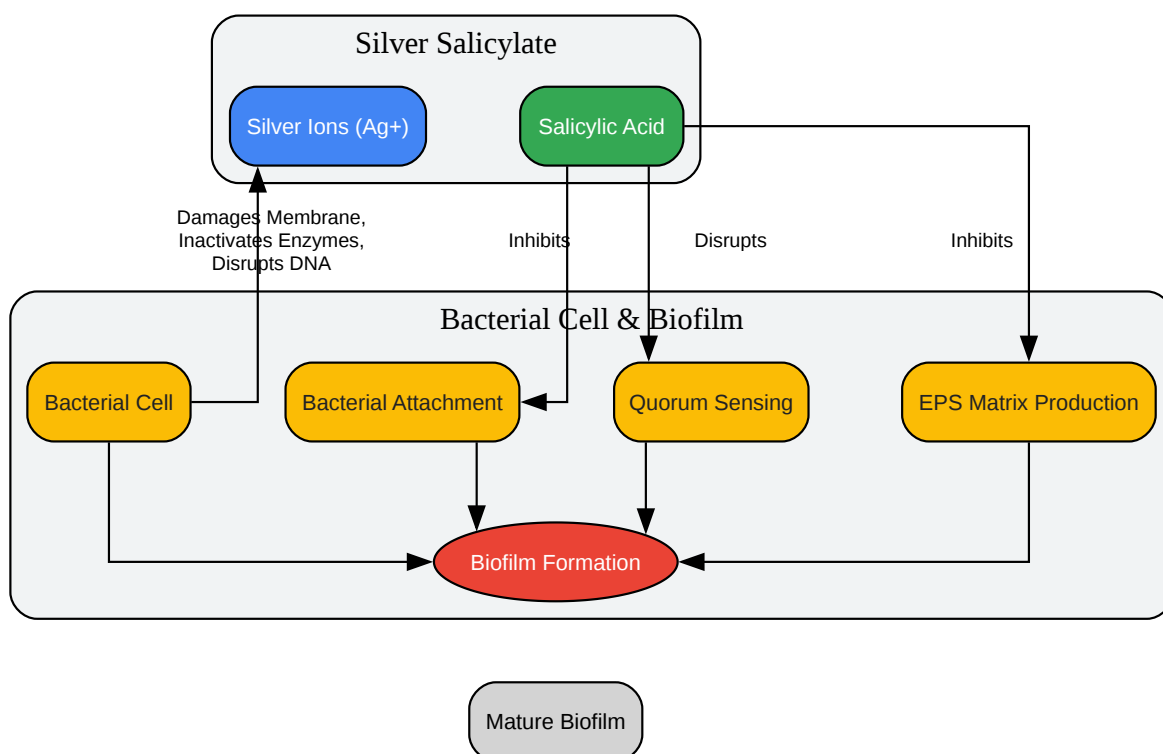 Silver Salicylate
Silver Ions (Ag+)
Salicylic Acid
Damages Membrane,
Inactivates Enzymes,
Disrupts DNA
Inhibits
Disrupts
Inhibits
Bacterial Cell & Biofilm
Bacterial Cell
Bacterial Attachment
Quorum Sensing
EPS Matrix Production
Biofilm Formation
Mature Biofilm